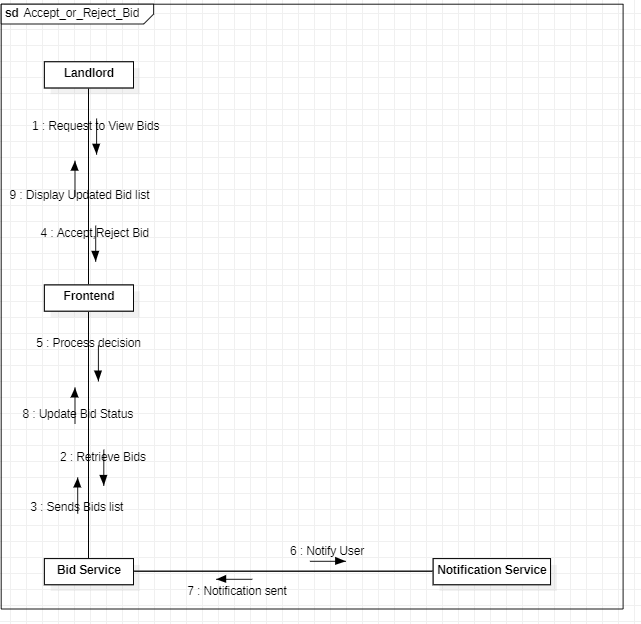 sd Accept_or_Reject_Bid
Landlord
1 : Request to View Bids
9 : Display Updated Bid list
4 : Accept/Reject Bid
Frontend
5 : Process decision
8 : Update Bid Status
2 : Retrieve Bids
3 : Sends Bids list
6 : Notify User
Bid Service
Notification Service
7 : Notification sent